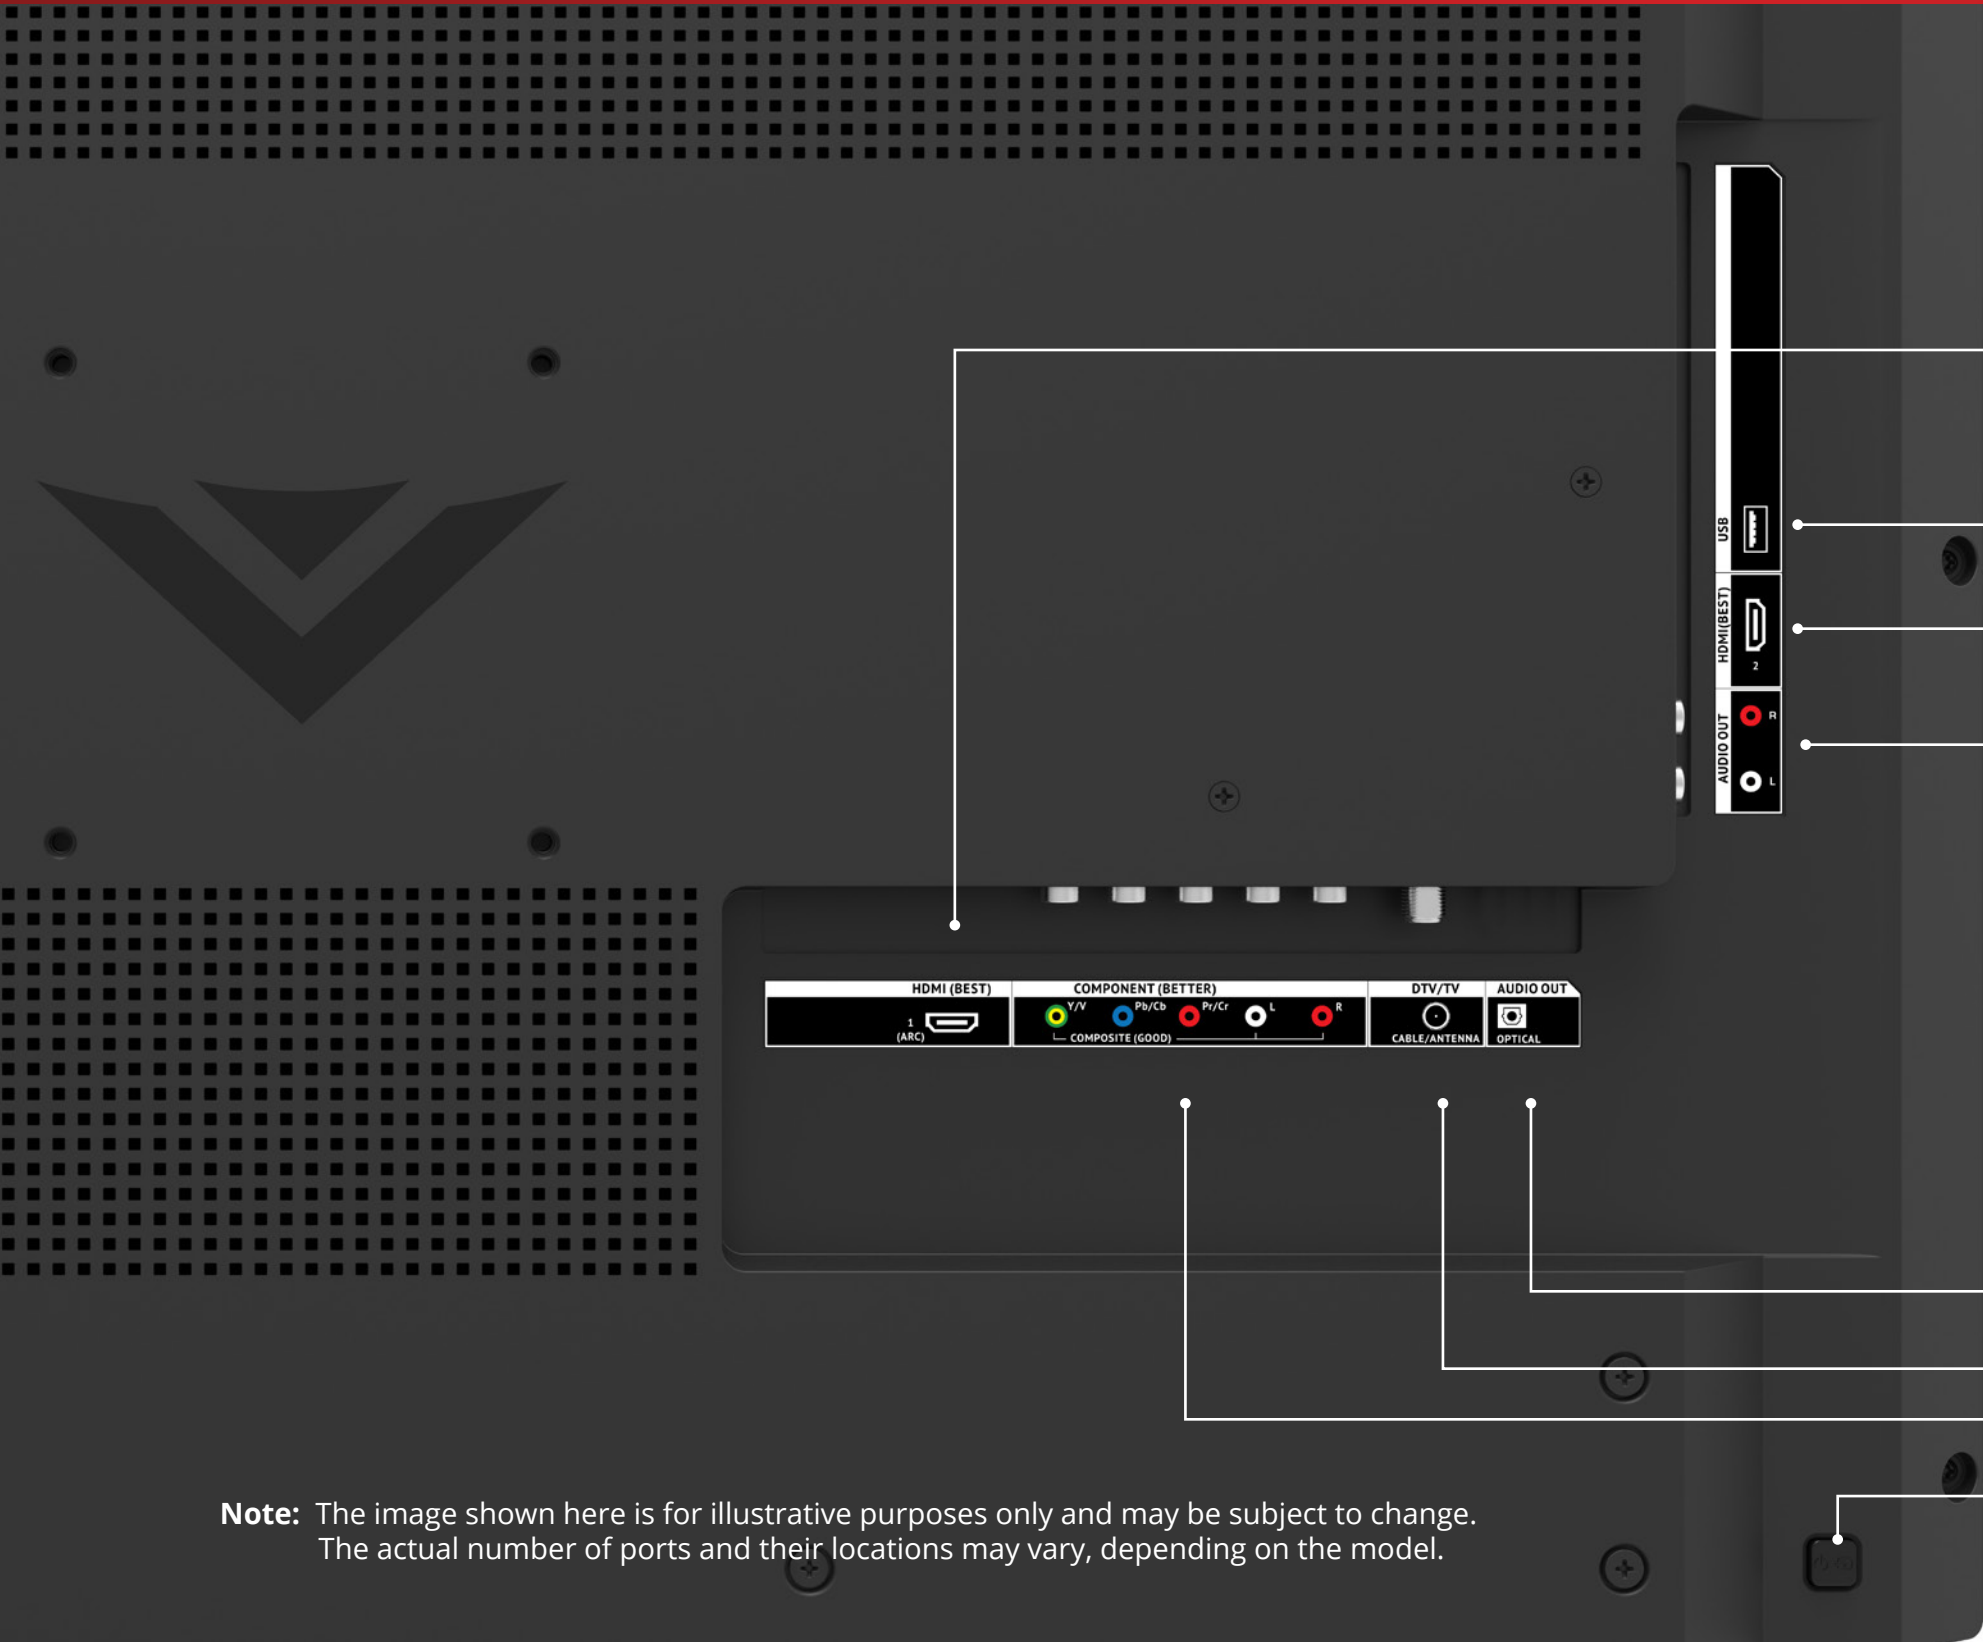 USB
HDMI(BEST)
2
AUDIO OUT
R
L
HDMI (BEST)
1
(ARC)
COMPONENT (BETTER)
Y/V Pb/Cb Pr/Cr L R
COMPOSITE (GOOD)
DTV/TV
CABLE/ANTENNA
AUDIO OUT
OPTICAL
Note: The image shown here is for illustrative purposes only and may be subject to change.
The actual number of ports and their locations may vary, depending on the model.